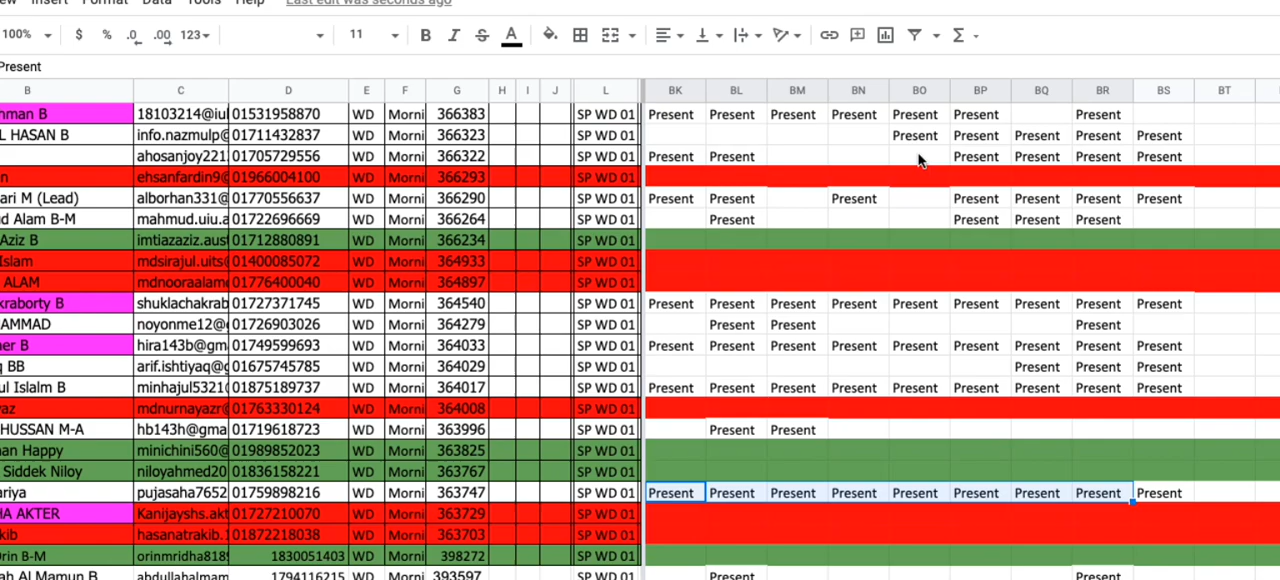 ew Insert Format Data Tools Help Last edit was seconds ago
100% $ % .0 .00 123 11 B I S A Σ
Present
B C D E F G H I J L BK BL BM BN BO BP BQ BR BS BT
hman B 18103214@iul 01531958870 WD Morni 366383 SP WD 01 Present Present Present Present Present Present Present
L HASAN B info.nazmulp@ 01711432837 WD Morni 366323 SP WD 01 Present Present Present Present Present
ahosanjoy221 01705729556 WD Morni 366322 SP WD 01 Present Present Present Present Present Present
n ehsanfardin9@ 01966004100 WD Morni 366293 SP WD 01
ari M (Lead) alborhan331@ 01770556637 WD Morni 366290 SP WD 01 Present Present Present Present Present Present Present
d Alam B-M mahmud.uiu.a 01722696669 WD Morni 366264 SP WD 01 Present Present Present Present
Aziz B imtiazaziz.aust 01712880891 WD Morni 366234 SP WD 01
Islam mdsirajul.uits@ 01400085072 WD Morni 364933 SP WD 01
ALAM mdnooraalam 01776400040 WD Morni 364897 SP WD 01
kraborty B shuklachakrab 01727371745 WD Morni 364540 SP WD 01 Present Present Present Present Present Present Present Present Present
AMMAD noyonme12@ 01726903026 WD Morni 364279 SP WD 01 Present Present Present
er B hira143b@gm 01749599693 WD Morni 364033 SP WD 01 Present Present Present Present Present Present Present Present Present
q BB arif.ishtiyaq@g 01675745785 WD Morni 364029 SP WD 01 Present Present Present
ul Islalm B minhajul5321 01875189737 WD Morni 364017 SP WD 01 Present Present Present Present Present Present Present Present Present
yaz mdnurnayazr@ 01763330124 WD Morni 364008 SP WD 01
HUSSAN M-A hb143h@gma 01719618723 WD Morni 363996 SP WD 01 Present Present
an Happy minichini560@ 01989852023 WD Morni 363825 SP WD 01
Siddek Niloy niloyahmed20 01836158221 WD Morni 363767 SP WD 01
ariya pujasaha7652 01759898216 WD Morni 363747 SP WD 01 Present Present Present Present Present Present Present Present Present
HA AKTER Kanijayshs.akt 01727210070 WD Morni 363729 SP WD 01
kib hasanatrakib. 01872218038 WD Morni 363703 SP WD 01
Orin B-M orinmridha818 1830051403 WD Morni 398272 SP WD 01
ah Al Mamun B abdullahalmam 1794116215 WD Morni 393597 SP WD 01 Present Present